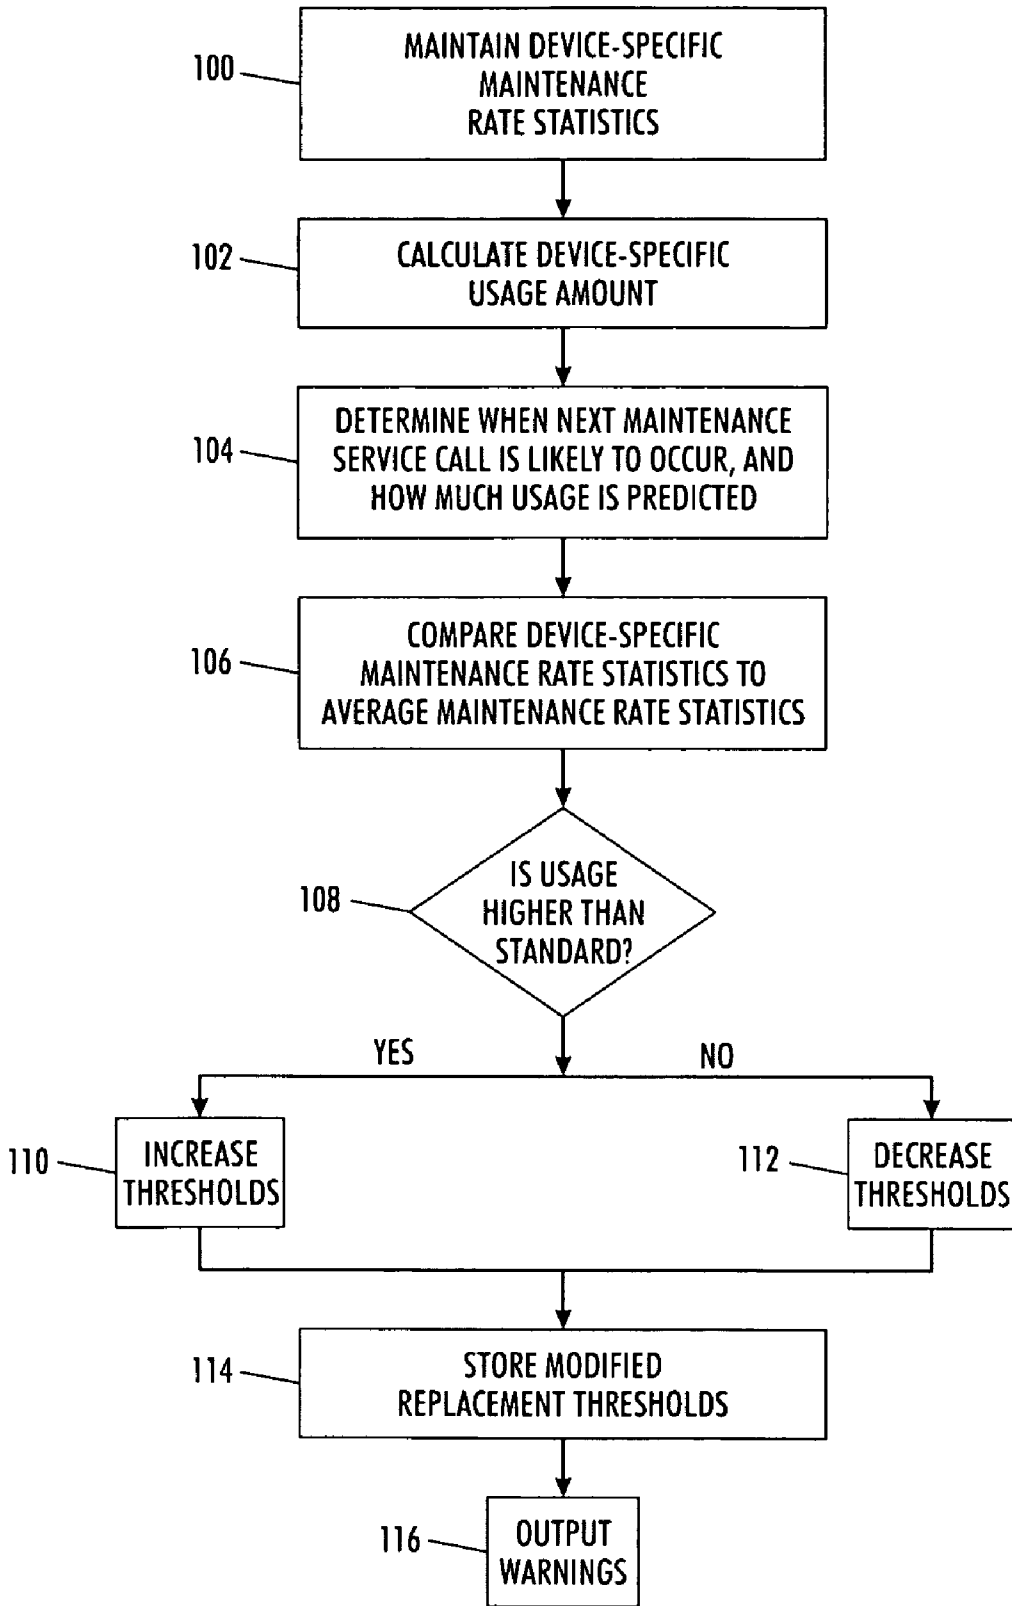 100
MAINTAIN DEVICE-SPECIFIC
MAINTENANCE
RATE STATISTICS
102
CALCULATE DEVICE-SPECIFIC
USAGE AMOUNT
104
DETERMINE WHEN NEXT MAINTENANCE
SERVICE CALL IS LIKELY TO OCCUR, AND
HOW MUCH USAGE IS PREDICTED
106
COMPARE DEVICE-SPECIFIC
MAINTENANCE RATE STATISTICS TO
AVERAGE MAINTENANCE RATE STATISTICS
108
IS USAGE
HIGHER THAN
STANDARD?
YES
NO
110
INCREASE
THRESHOLDS
112
DECREASE
THRESHOLDS
114
STORE MODIFIED
REPLACEMENT THRESHOLDS
116
OUTPUT
WARNINGS